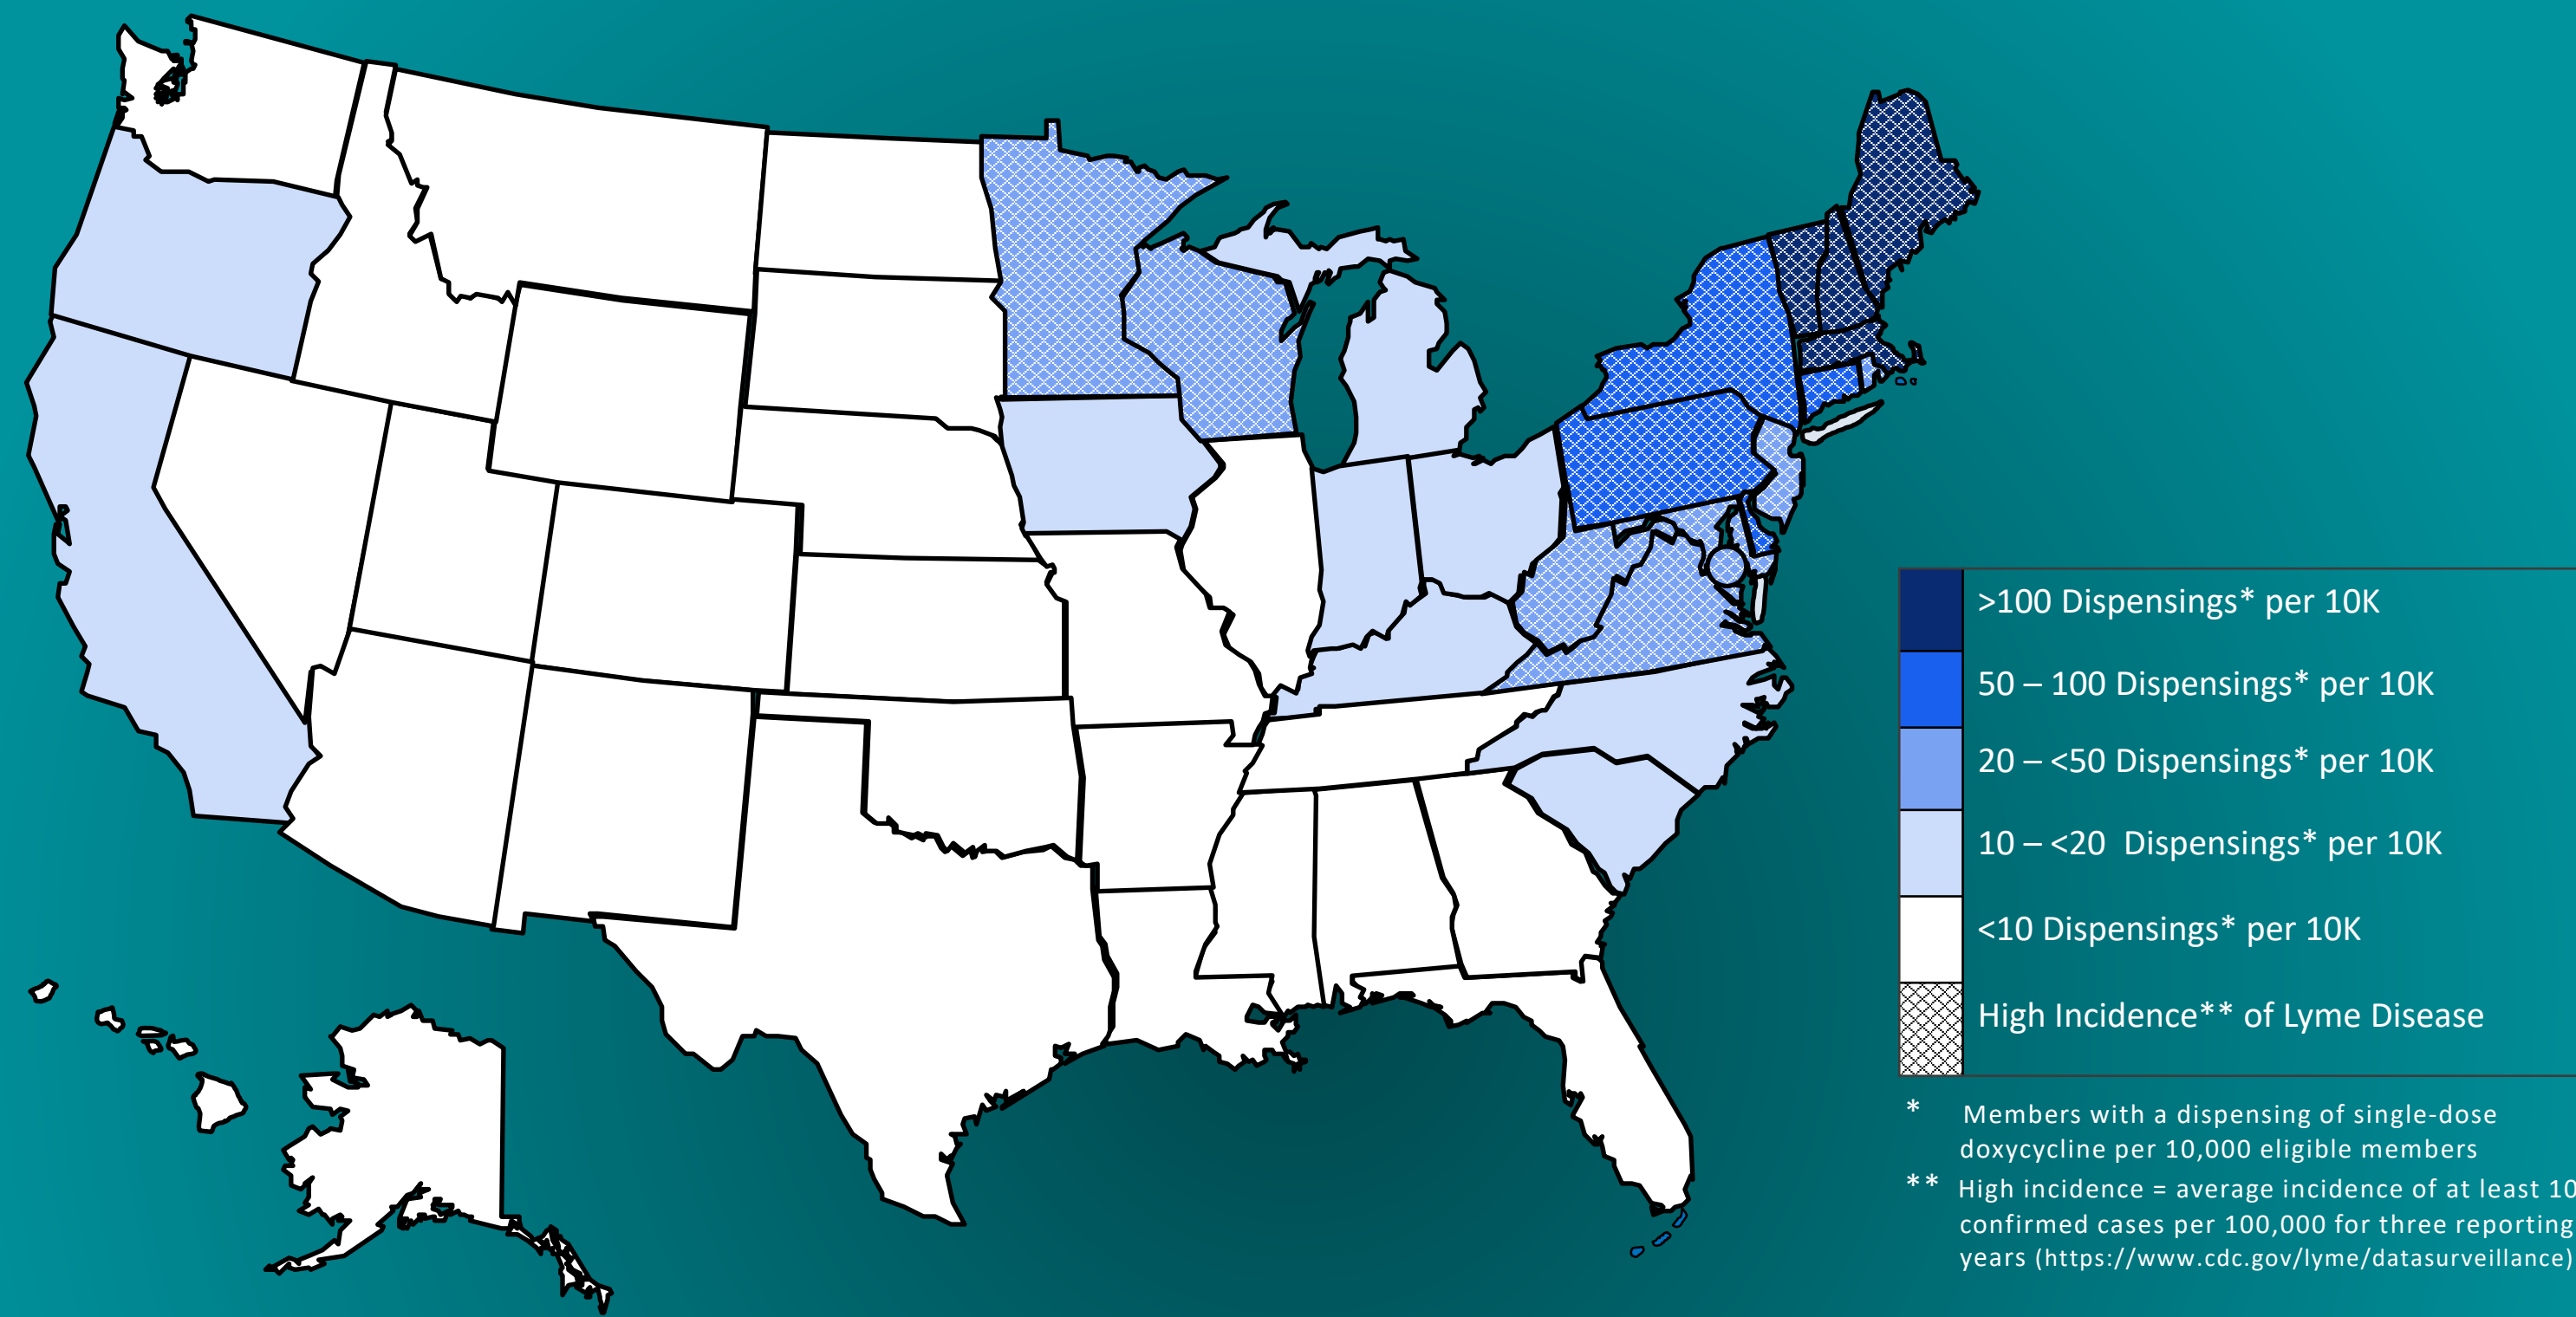 >100 Dispensings* per 10K
50 – 100 Dispensings* per 10K
20 – <50 Dispensings* per 10K
10 – <20  Dispensings* per 10K
<10 Dispensings* per 10K
High Incidence** of Lyme Disease
* Members with a dispensing of single-dose
doxycycline per 10,000 eligible members
** High incidence = average incidence of at least 10
confirmed cases per 100,000 for three reporting
years (https://www.cdc.gov/lyme/datasurveillance)